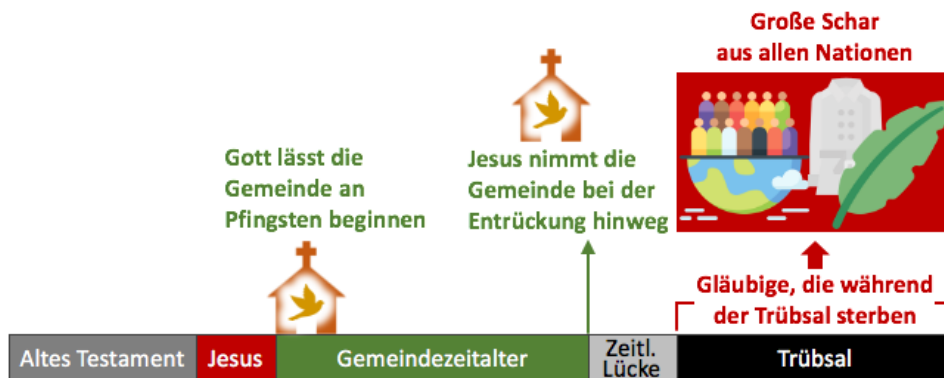 Große Schar
aus allen Nationen
Gott lässt die
Gemeinde an
Pfingsten beginnen
Jesus nimmt die
Gemeinde bei der
Entrückung hinweg
Gläubige, die während
der Trübsal sterben
Altes Testament
Jesus
Gemeindezeitalter
Zeitl.
Lücke
Trübsal